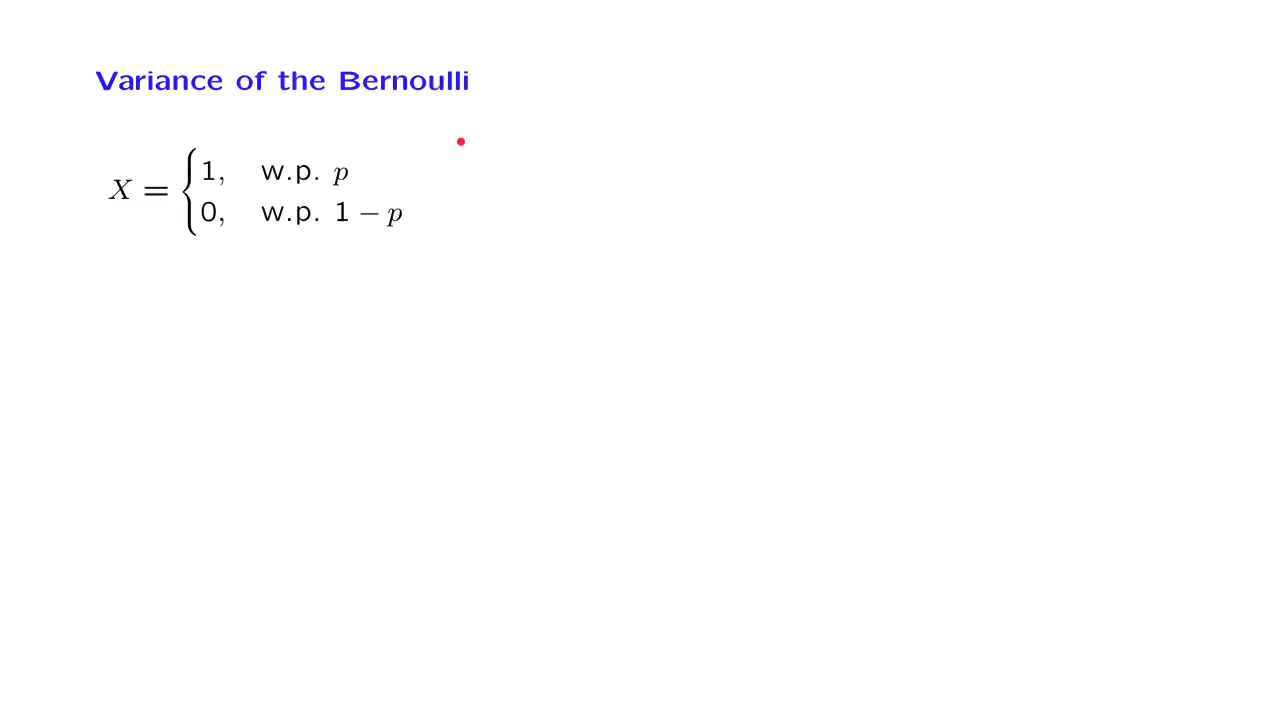 Variance of the Bernoulli
X = { 1, w.p. p
0, w.p. 1 − p